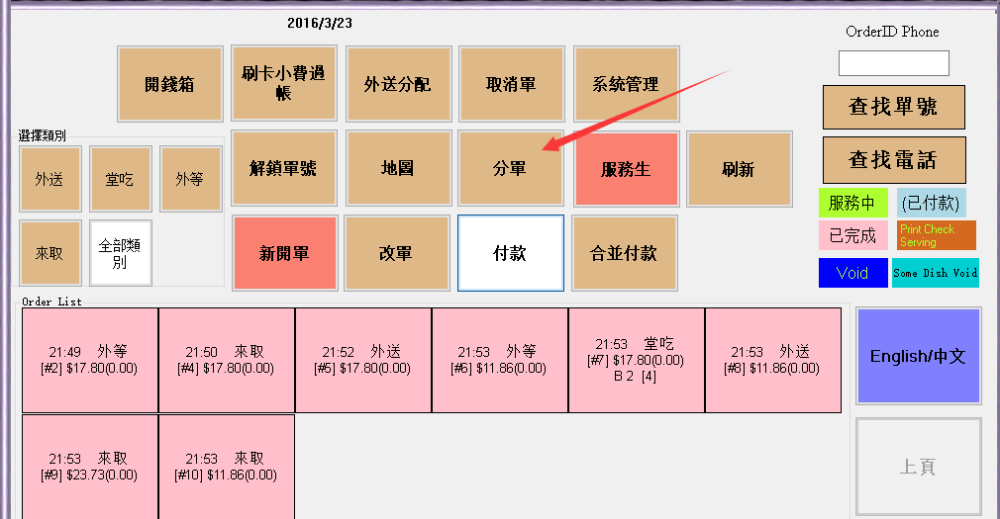 2016/3/23
OrderID Phone
開錢箱
刷卡小費過
帳
外送分配
取消單
系統管理
查找單號
選擇類別
外送
堂吃
外等
解鎖單號
地圖
分單
服務生
刷新
查找電話
服務中
(已付款)
來取
全部類
別
新開單
改單
付款
合並付款
已完成
Print Check
Serving
Void
Some Dish Void
Order List
21:49 外等
[#2] $17.80(0.00)
21:50 來取
[#4] $17.80(0.00)
21:52 外送
[#5] $17.80(0.00)
21:53 外等
[#6] $11.86(0.00)
21:53 堂吃
[#7] $17.80(0.00)
B 2 [4]
21:53 外送
[#8] $11.86(0.00)
English/中文
21:53 來取
[#9] $23.73(0.00)
21:53 來取
[#10] $11.86(0.00)
上頁